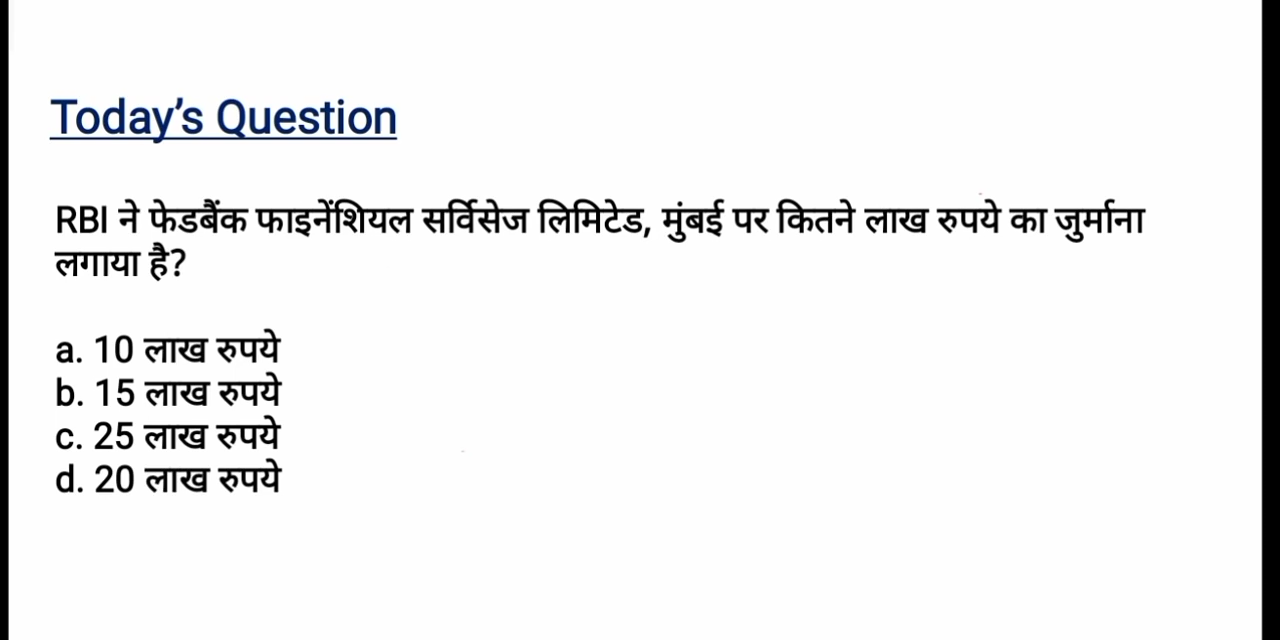 Today's Question
RBI ने फेडबैंक फाइनेंशियल सर्विसेज लिमिटेड, मुंबई पर कितने लाख रुपये का जुर्माना
लगाया है?
a. 10 लाख रुपये
b. 15 लाख रुपये
c. 25 लाख रुपये
d. 20 लाख रुपये